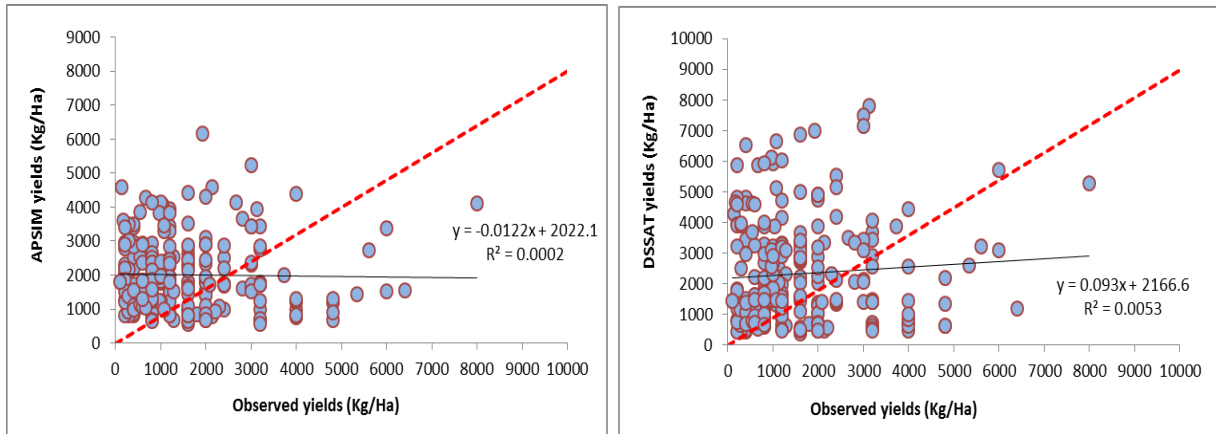 APSIM yields (Kg/Ha)
9000
8000
7000
6000
5000
4000
3000
2000
1000
0
y = -0.0122x + 2022.1
R² = 0.0002
0 1000 2000 3000 4000 5000 6000 7000 8000 9000 10000
Observed yields (Kg/Ha)
DSSAT yields (Kg/Ha)
10000
9000
8000
7000
6000
5000
4000
3000
2000
1000
0
y = 0.093x + 2166.6
R² = 0.0053
0 1000 2000 3000 4000 5000 6000 7000 8000 9000 10000
Observed yields (Kg/Ha)